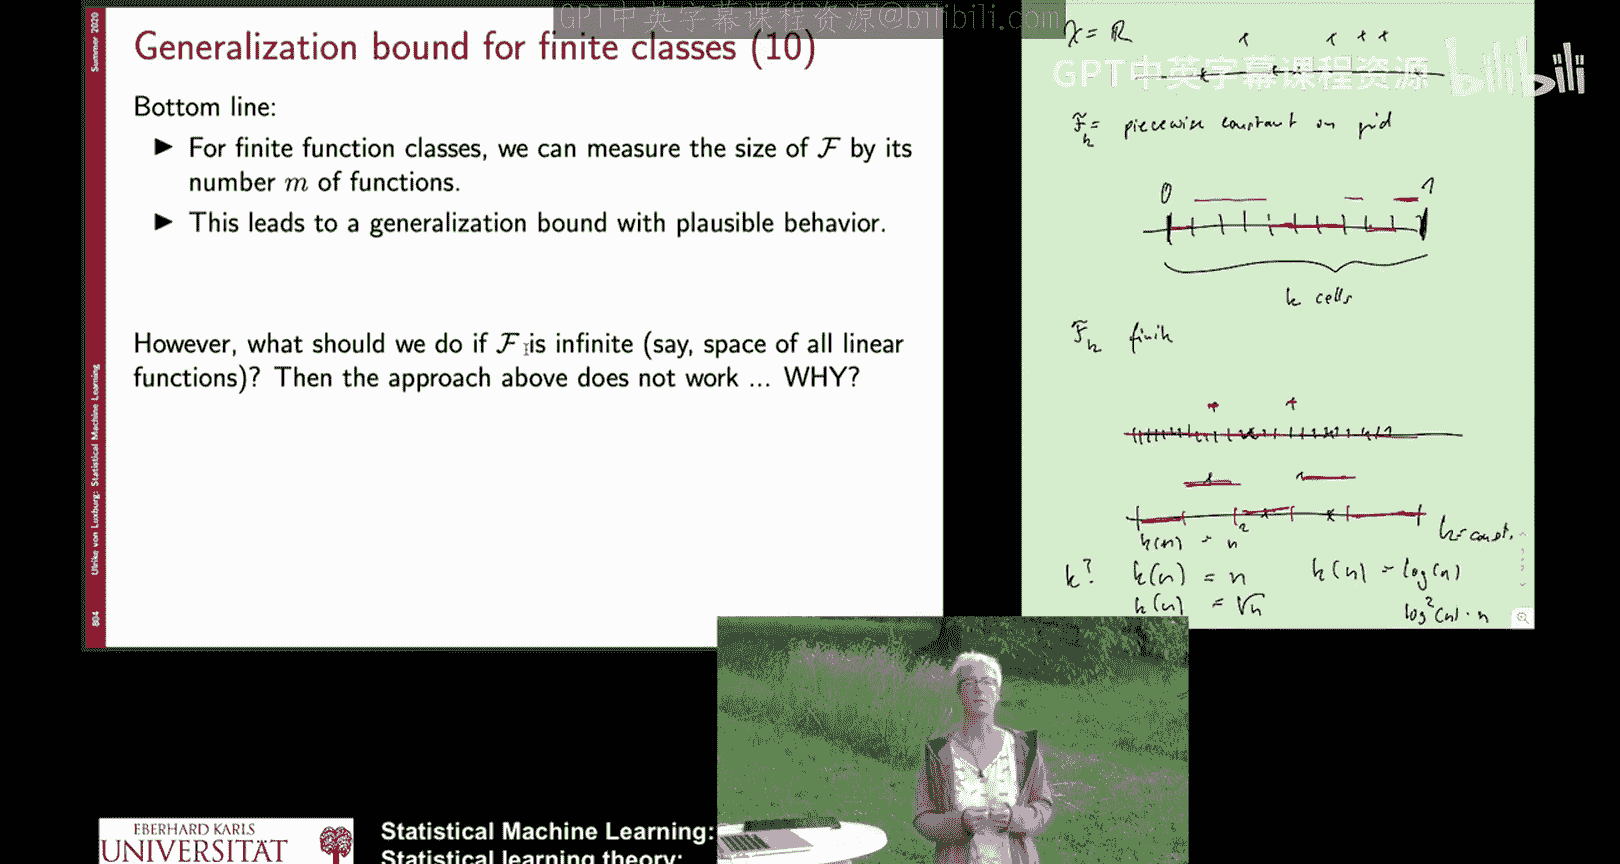 GPT中英字幕课程资源@bilibili.com
Summer 2020
Generalization bound for finite classes (10)
Bottom line:
► For finite function classes, we can measure the size of ℱ by its
number m of functions.
► This leads to a generalization bound with plausible behavior.
However, what should we do if ℱ is infinite (say, space of all linear
functions)? Then the approach above does not work ... WHY?
Ulrike von Luxburg: Statistical Machine Learning
804
𝒳 = ℝ
GPT中英字幕课程资源 bilibili
ℱ̃ₖ = piecewise constant on grid
0 1
k cells
ℱ̃ₖ finite
k = const.
k(n) = n²
k? k(n) = n k(n) = log(n)
k(n) = √n log²(n) · n
EBERHARD KARLS
UNIVERSITÄT
Statistical Machine Learning:
Statistical learning theory: